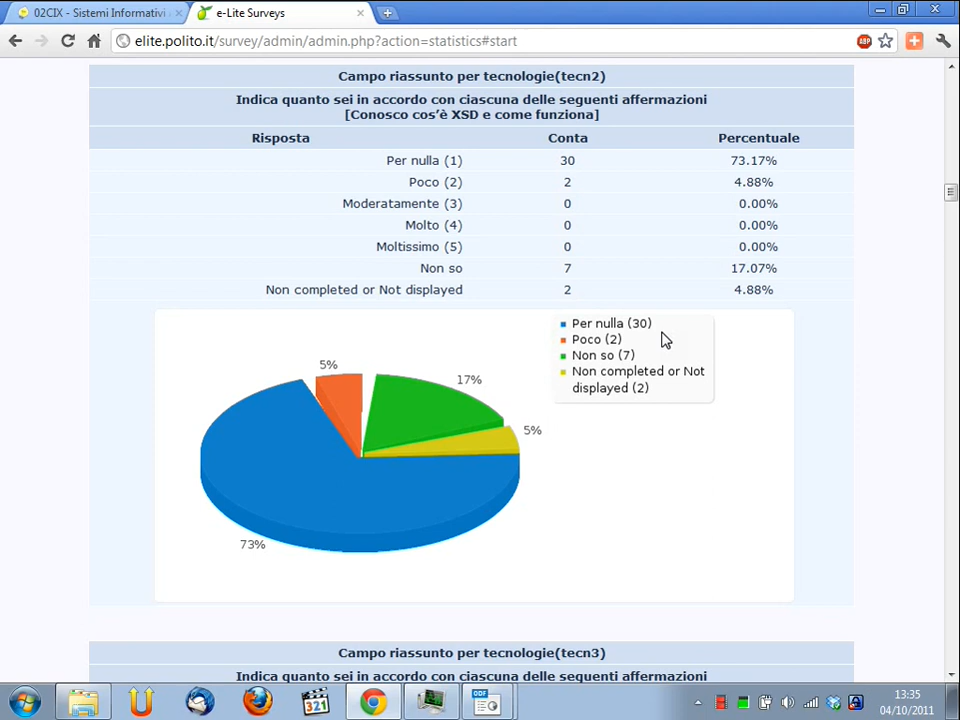 02CIX - Sistemi Informativi
e-Lite Surveys
elite.polito.it/survey/admin/admin.php?action=statistics#start
ABP
Campo riassunto per tecnologie(tecn2)
Indica quanto sei in accordo con ciascuna delle seguenti affermazioni
[Conosco cos’è XSD e come funziona]
Risposta Conta Percentuale
Per nulla (1) 30 73.17%
Poco (2) 2 4.88%
Moderatamente (3) 0 0.00%
Molto (4) 0 0.00%
Moltissimo (5) 0 0.00%
Non so 7 17.07%
Non completed or Not displayed 2 4.88%
Per nulla (30)
Poco (2)
Non so (7)
Non completed or Not
displayed (2)
5%
17%
5%
73%
Campo riassunto per tecnologie(tecn3)
Indica quanto sei in accordo con ciascuna delle seguenti affermazioni
321
ODF
13:35
04/10/2011